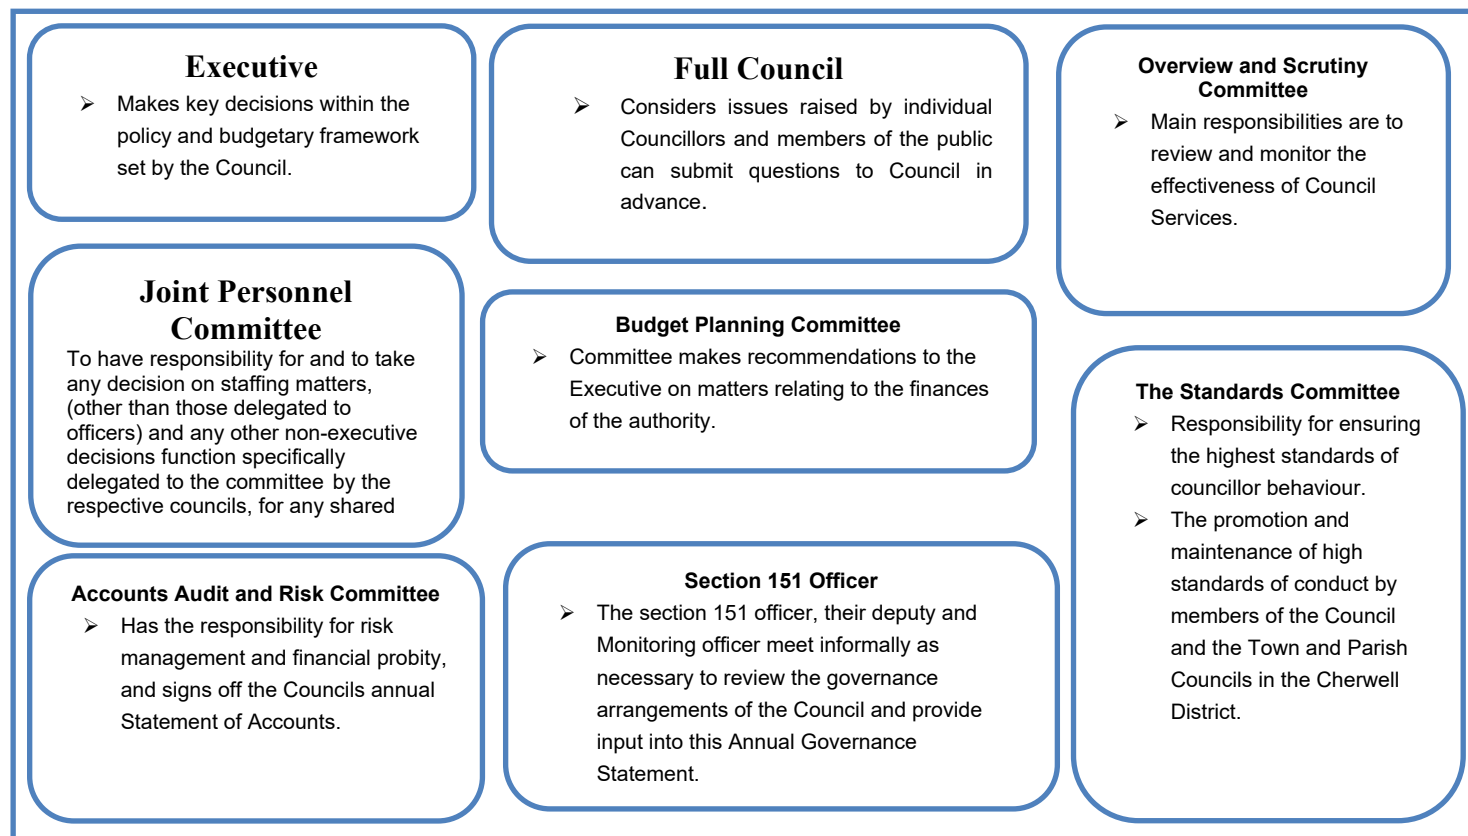 Executive
➢ Makes key decisions within the
policy and budgetary framework
set by the Council.
Full Council
➢ Considers issues raised by individual
Councillors and members of the public
can submit questions to Council in
advance.
Overview and Scrutiny
Committee
➢ Main responsibilities are to
review and monitor the
effectiveness of Council
Services.
Joint Personnel
Committee
To have responsibility for and to take
any decision on staffing matters,
(other than those delegated to
officers) and any other non-executive
decisions function specifically
delegated to the committee by the
respective councils, for any shared
Budget Planning Committee
➢ Committee makes recommendations to the
Executive on matters relating to the finances
of the authority.
The Standards Committee
➢ Responsibility for ensuring
the highest standards of
councillor behaviour.
➢ The promotion and
maintenance of high
standards of conduct by
members of the Council
and the Town and Parish
Councils in the Cherwell
District.
Accounts Audit and Risk Committee
➢ Has the responsibility for risk
management and financial probity,
and signs off the Councils annual
Statement of Accounts.
Section 151 Officer
➢ The section 151 officer, their deputy and
Monitoring officer meet informally as
necessary to review the governance
arrangements of the Council and provide
input into this Annual Governance
Statement.